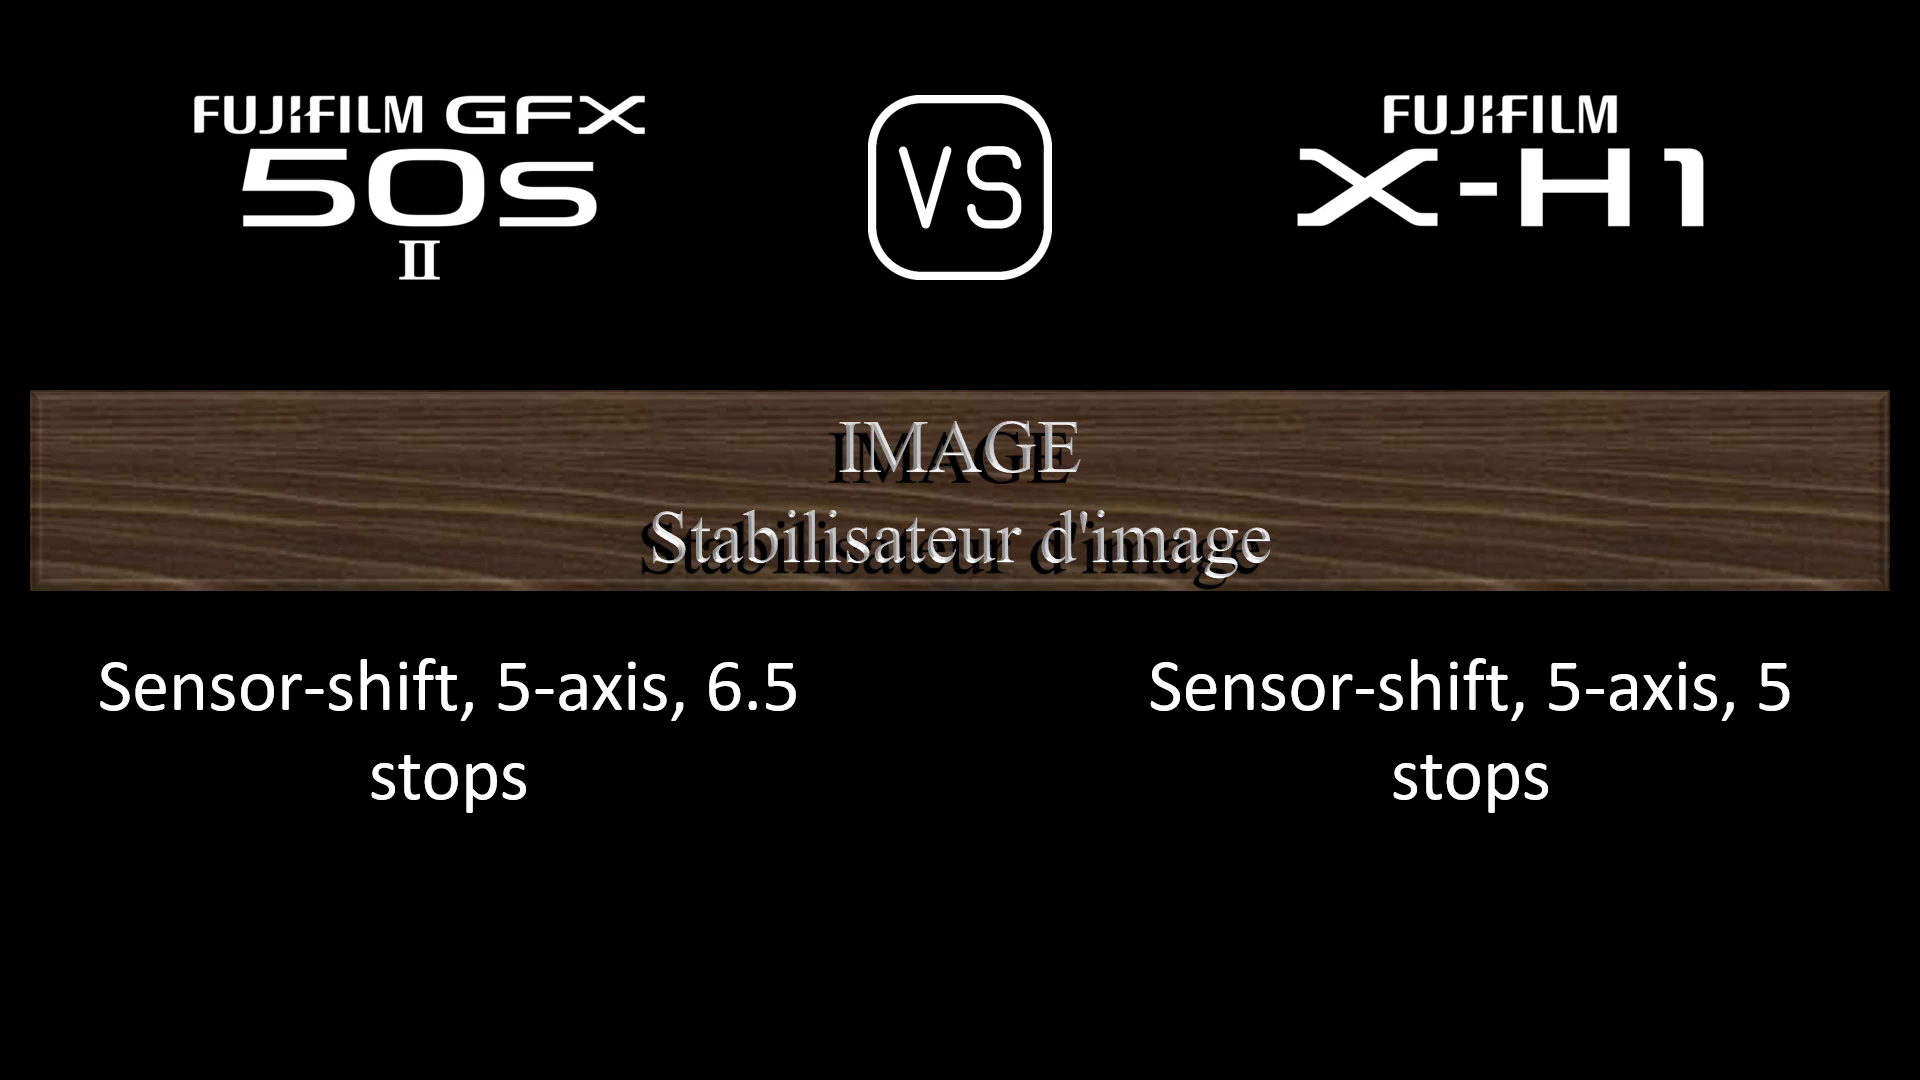 FUJIFILM GFX
50S
II
VS
FUJIFILM
X-H1
IMAGE
Stabilisateur d'image
Sensor-shift, 5-axis, 6.5
stops
Sensor-shift, 5-axis, 5
stops